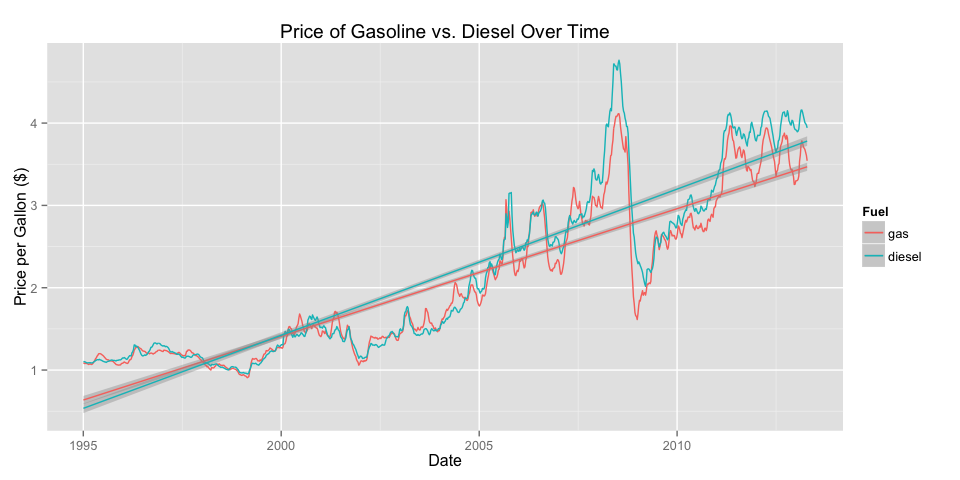 Price of Gasoline vs. Diesel Over Time
Price per Gallon ($)
4
3
2
1
1995 2000 2005 2010
Date
Fuel
gas
diesel